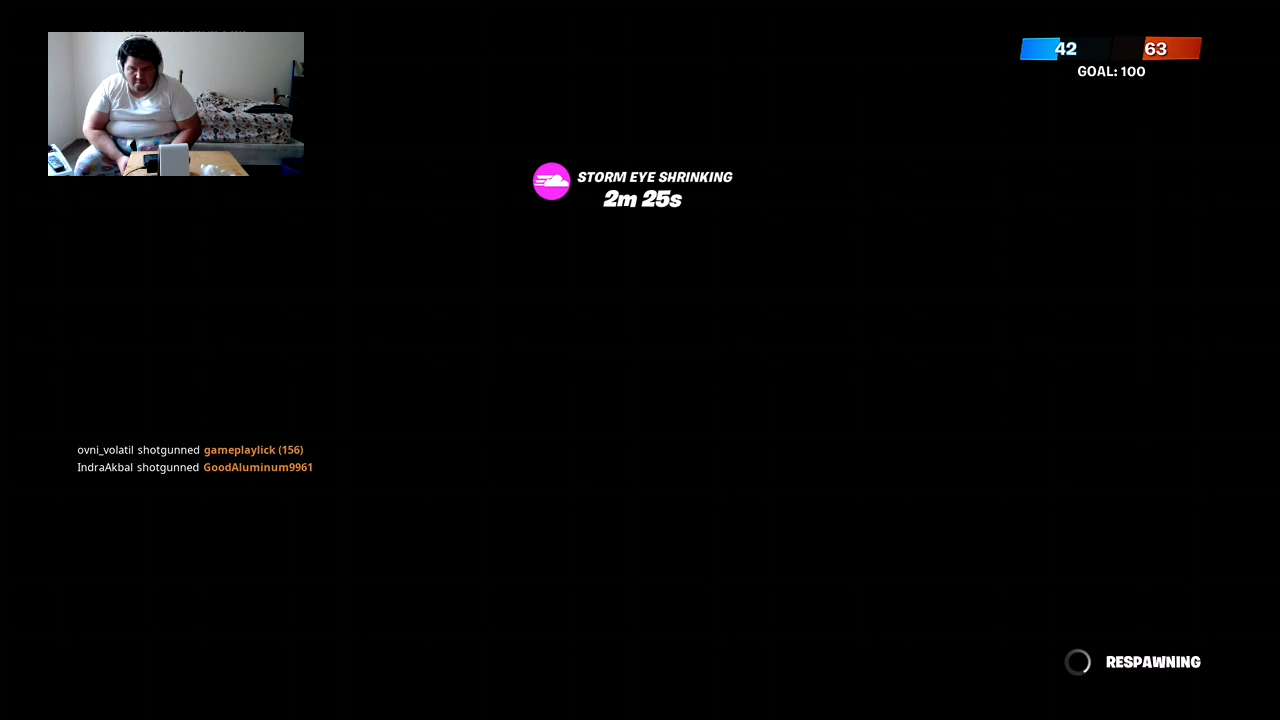 42
63
GOAL: 100
STORM EYE SHRINKING
2m 25s
ovni_volatil shotgunned gameplaylick (156)
IndraAkbal shotgunned GoodAluminum9961
RESPAWNING